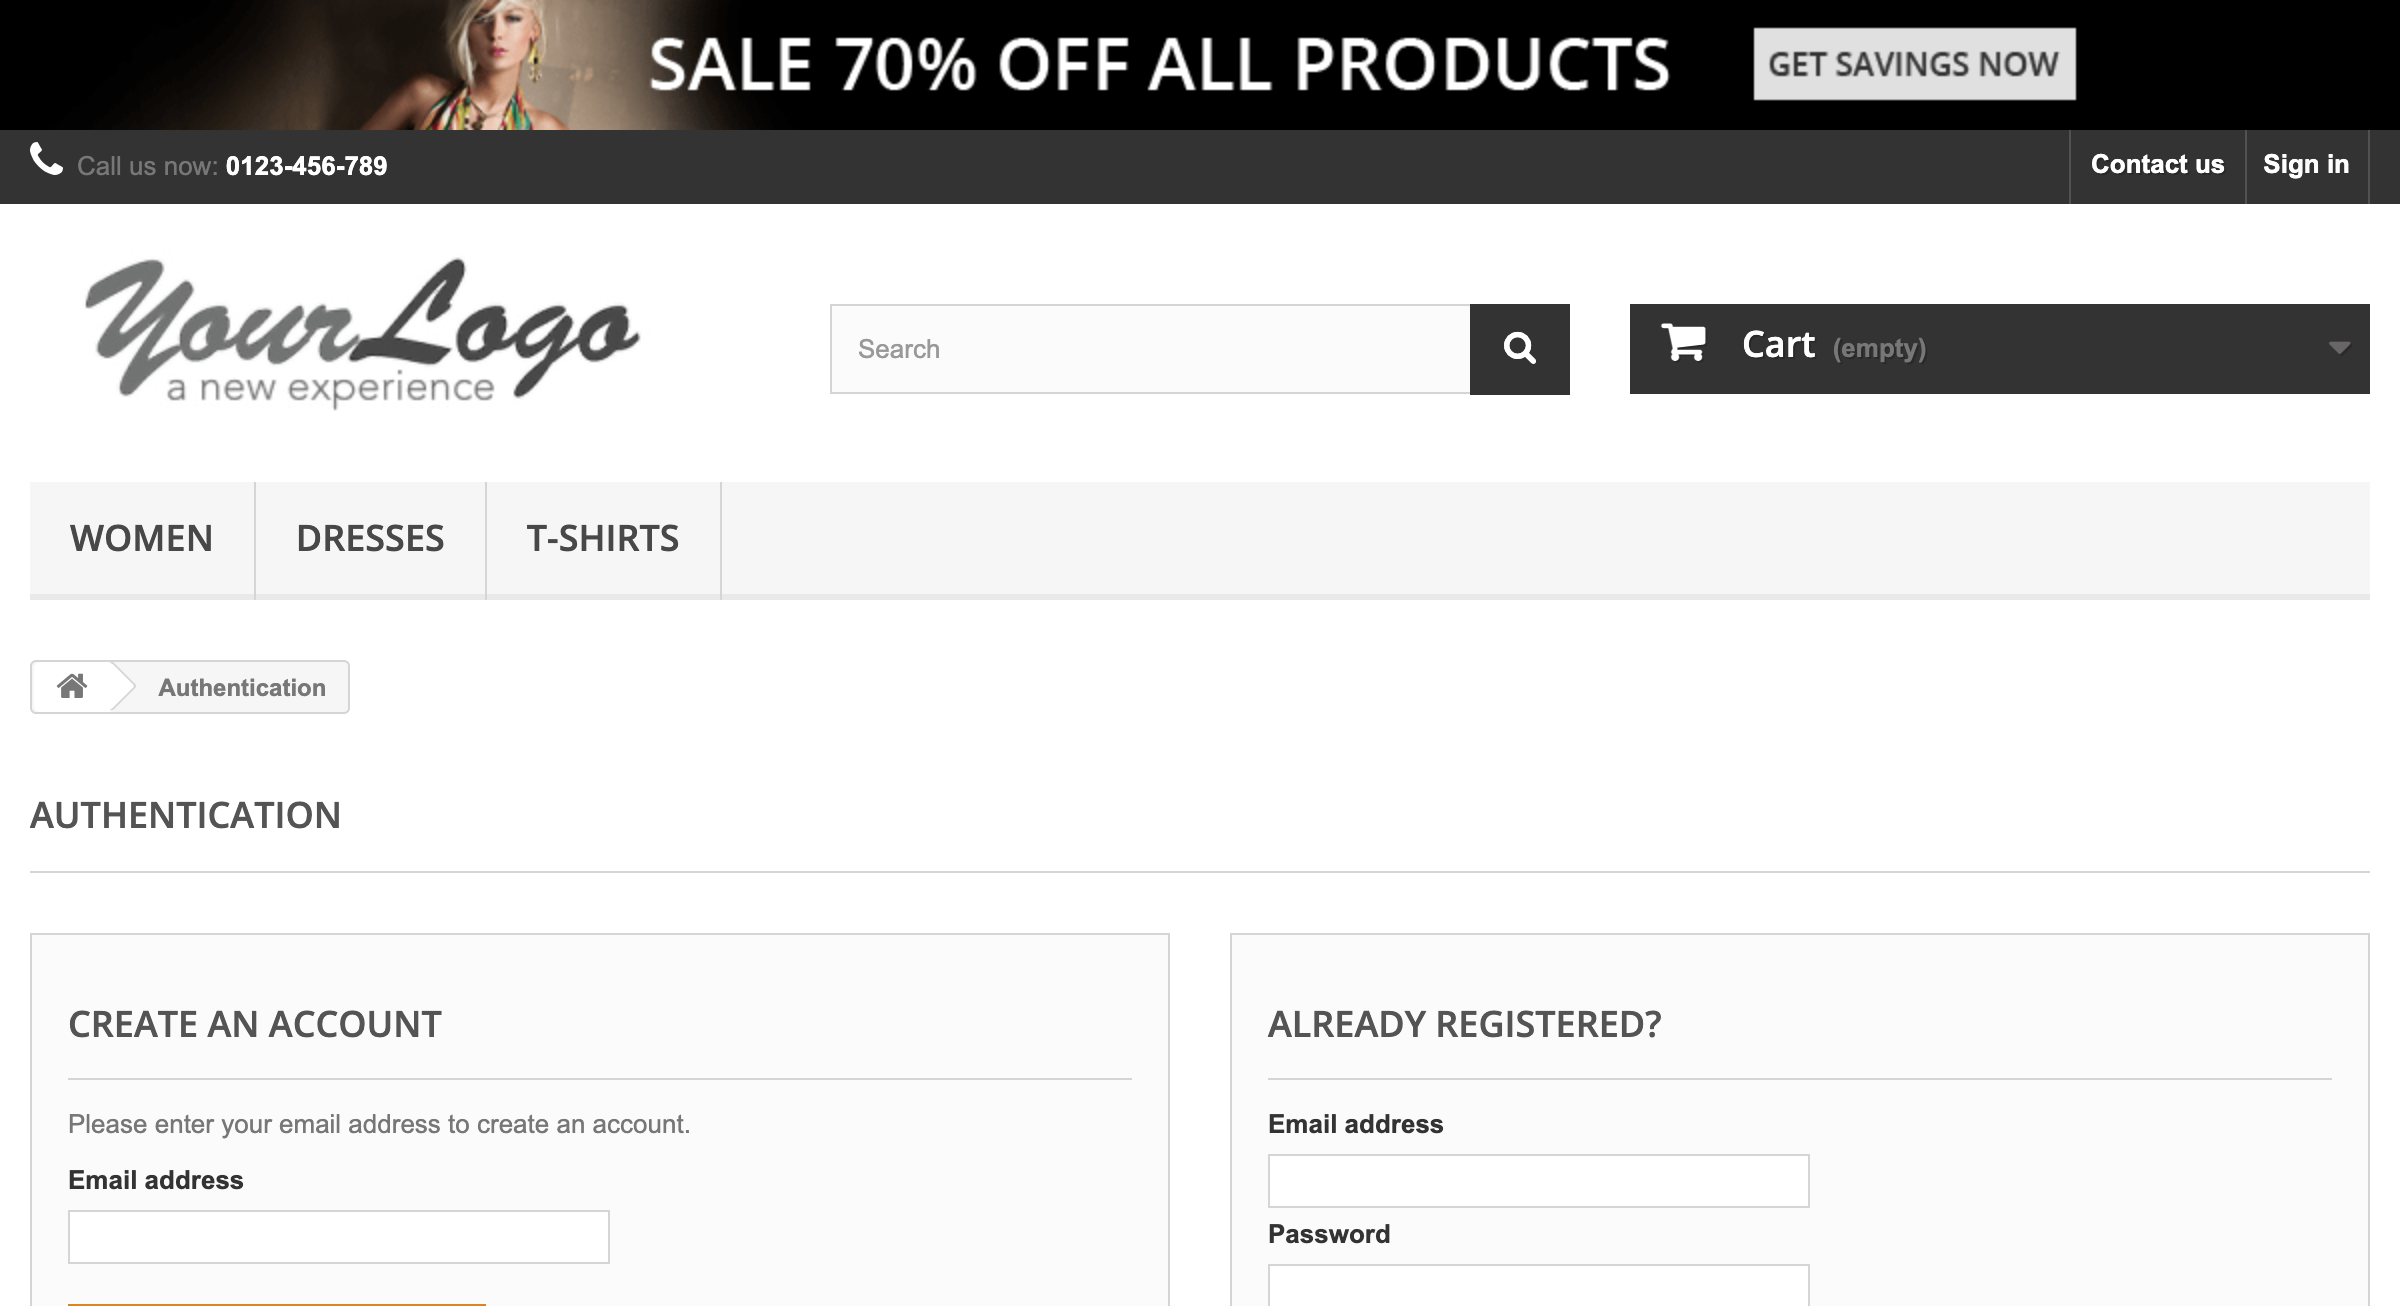 SALE 70% OFF ALL PRODUCTS GET SAVINGS NOW
Call us now: 0123-456-789 Contact us Sign in
YourLogo
a new experience
Search
Cart (empty)
WOMEN DRESSES T-SHIRTS
Authentication
AUTHENTICATION
CREATE AN ACCOUNT
Please enter your email address to create an account.
Email address
ALREADY REGISTERED?
Email address
Password